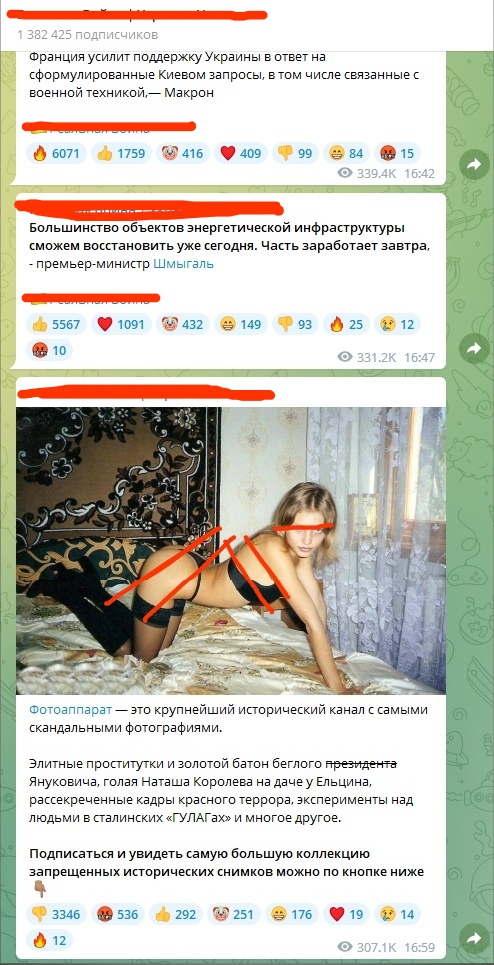 1 382 425 подписчиков
Франция усилит поддержку Украины в ответ на
сформулированные Киевом запросы, в том числе связанные с
военной техникой,— Макрон
6071 1759 416 409 99 84 15
339.4K 16:42
Большинство объектов энергетической инфраструктуры
сможем восстановить уже сегодня. Часть заработает завтра,
- премьер-министр Шмыгаль
5567 1091 432 149 93 25 12
10
331.2K 16:47
Фотоаппарат — это крупнейший исторический канал с самыми
скандальными фотографиями.
Элитные проститутки и золотой батон беглого президента
Януковича, голая Наташа Королева на даче у Ельцина,
рассекреченные кадры красного террора, эксперименты над
людьми в сталинских «ГУЛАГах» и многое другое.
Подписаться и увидеть самую большую коллекцию
запрещенных исторических снимков можно по кнопке ниже
3346 536 292 251 176 19 14
12
307.1K 16:59